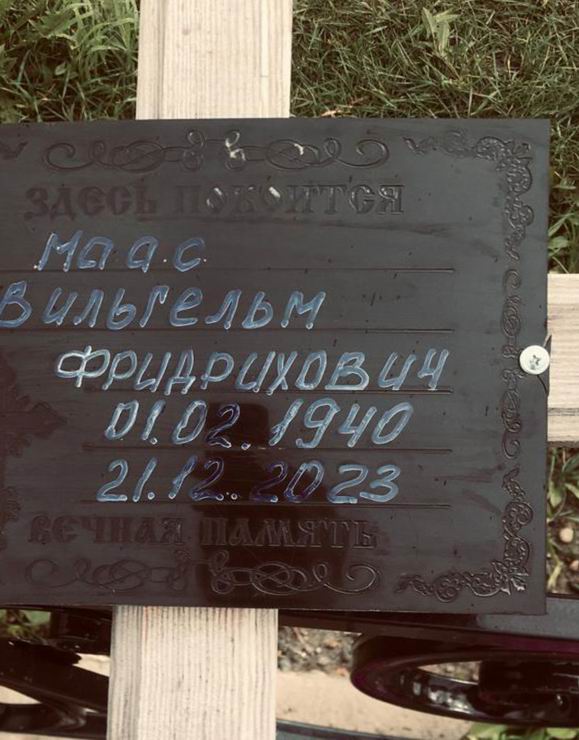 ЗДЕСЬ ПОКОИТСЯ
Маас
Вильгельм
Фридрихович
01.02.1940
21.12.2023
ВЕЧНАЯ ПАМЯТЬ